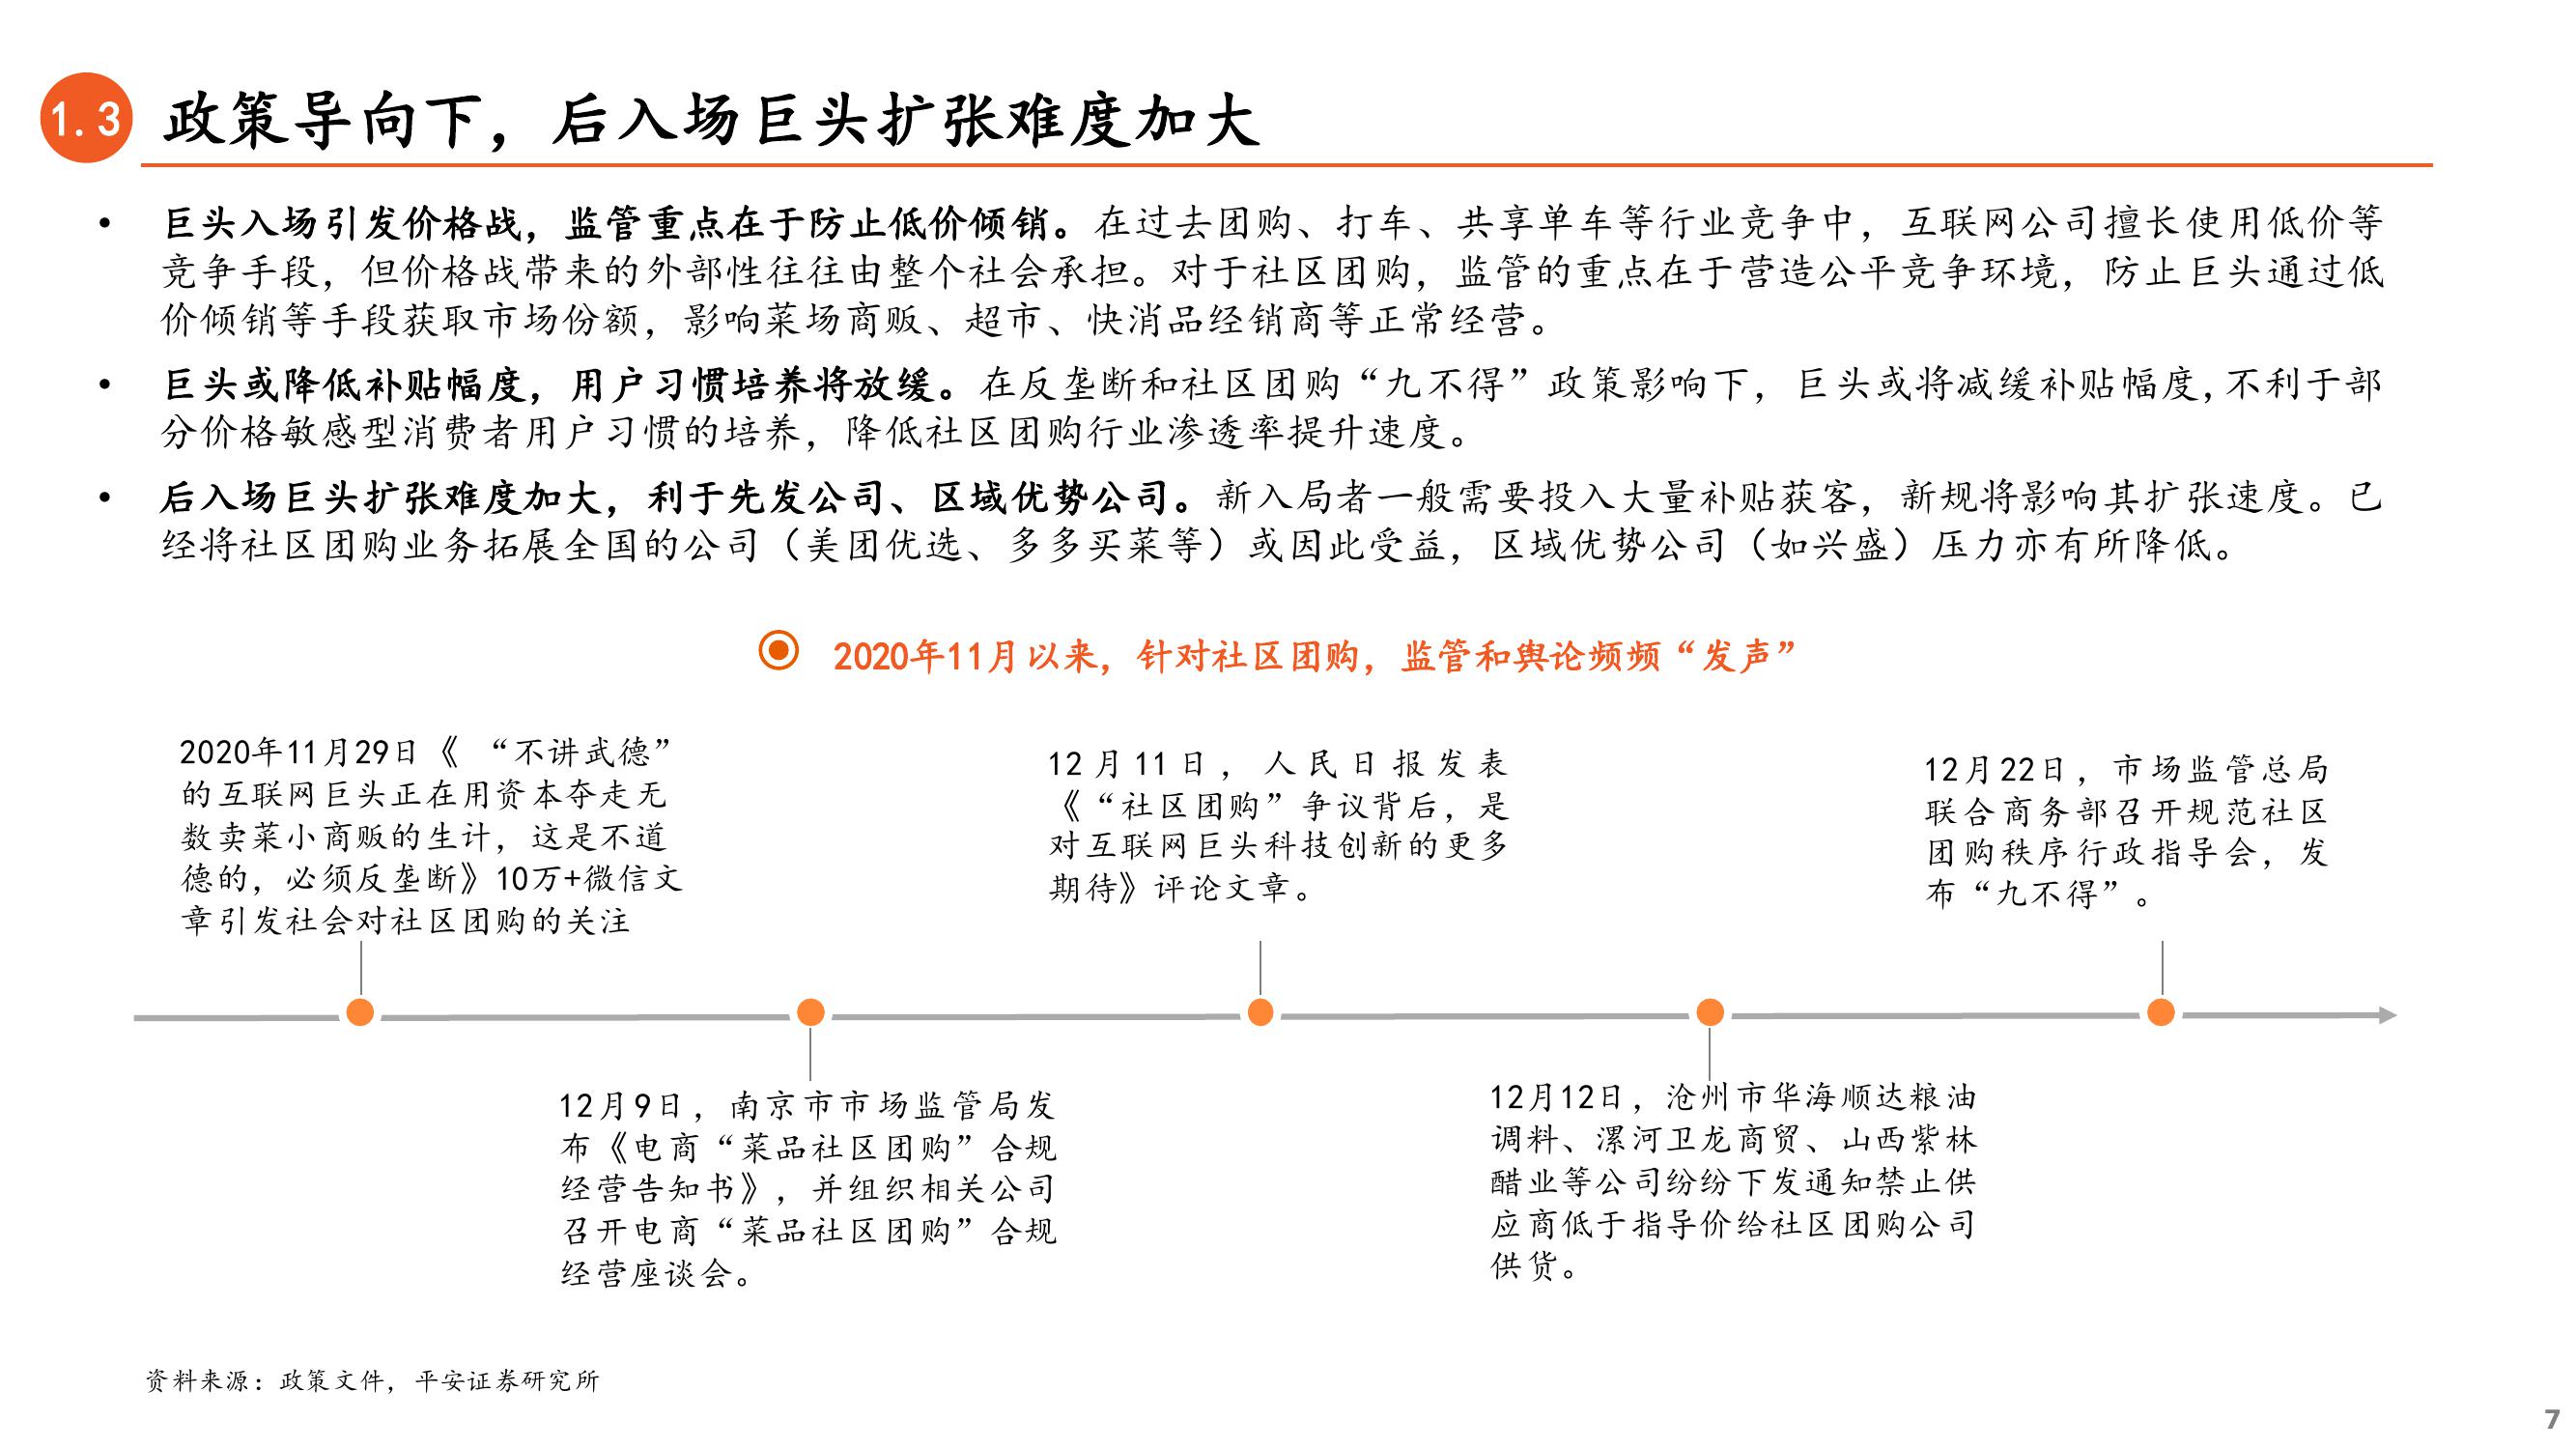 1.3 政策导向下，后入场巨头扩张难度加大
• 巨头入场引发价格战，监管重点在于防止低价倾销。在过去团购、打车、共享单车等行业竞争中，互联网公司擅长使用低价等
竞争手段，但价格战带来的外部性往往由整个社会承担。对于社区团购，监管的重点在于营造公平竞争环境，防止巨头通过低
价倾销等手段获取市场份额，影响菜场商贩、超市、快消品经销商等正常经营。
• 巨头或降低补贴幅度，用户习惯培养将放缓。在反垄断和社区团购“九不得”政策影响下，巨头或将减缓补贴幅度,不利于部
分价格敏感型消费者用户习惯的培养，降低社区团购行业渗透率提升速度。
• 后入场巨头扩张难度加大，利于先发公司、区域优势公司。新入局者一般需要投入大量补贴获客，新规将影响其扩张速度。已
经将社区团购业务拓展全国的公司（美团优选、多多买菜等）或因此受益，区域优势公司（如兴盛）压力亦有所降低。
2020年11月以来，针对社区团购，监管和舆论频频“发声”
2020年11月29日《 “不讲武德”
的互联网巨头正在用资本夺走无
数卖菜小商贩的生计，这是不道
德的，必须反垄断》10万+微信文
章引发社会对社区团购的关注
12月9日，南京市市场监管局发
布《电商“菜品社区团购”合规
经营告知书》，并组织相关公司
召开电商“菜品社区团购”合规
经营座谈会。
12月11日，人民日报发表
《“社区团购”争议背后，是
对互联网巨头科技创新的更多
期待》评论文章。
12月12日，沧州市华海顺达粮油
调料、漯河卫龙商贸、山西紫林
醋业等公司纷纷下发通知禁止供
应商低于指导价给社区团购公司
供货。
12月22日，市场监管总局
联合商务部召开规范社区
团购秩序行政指导会，发
布“九不得”。
资料来源：政策文件，平安证券研究所
7